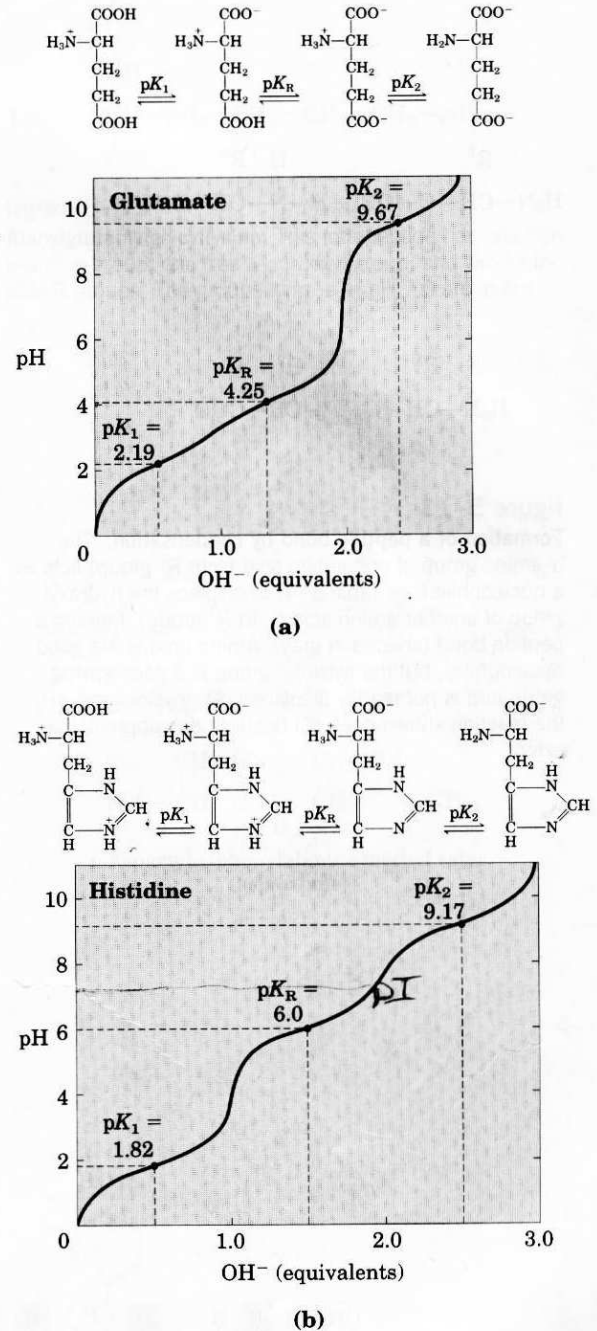 COOH COO⁻ COO⁻ COO⁻
H₃N⁺—CH H₃N⁺—CH H₃N⁺—CH H₂N—CH
CH₂ pK₁ CH₂ pK_R CH₂ pK₂ CH₂
CH₂ CH₂ CH₂ CH₂
COOH COOH COO⁻ COO⁻
Glutamate
pK₂ =
9.67
pK_R =
4.25
pK₁ =
2.19
pH
10
8
6
4
2
0 1.0 2.0 3.0
OH⁻ (equivalents)
(a)
COOH COO⁻ COO⁻ COO⁻
H₃N⁺—CH H₃N⁺—CH H₃N⁺—CH H₂N—CH
CH₂ CH₂ CH₂ CH₂
H H H H
C—N C—N C—N C—N
CH pK₁ CH pK_R CH pK₂ CH
C—N⁺ C—N⁺ C—N C—N
H H H H H H
Histidine
pK₂ =
9.17
pK_R =
6.0
pI
pK₁ =
1.82
pH
10
8
6
4
2
0 1.0 2.0 3.0
OH⁻ (equivalents)
(b)